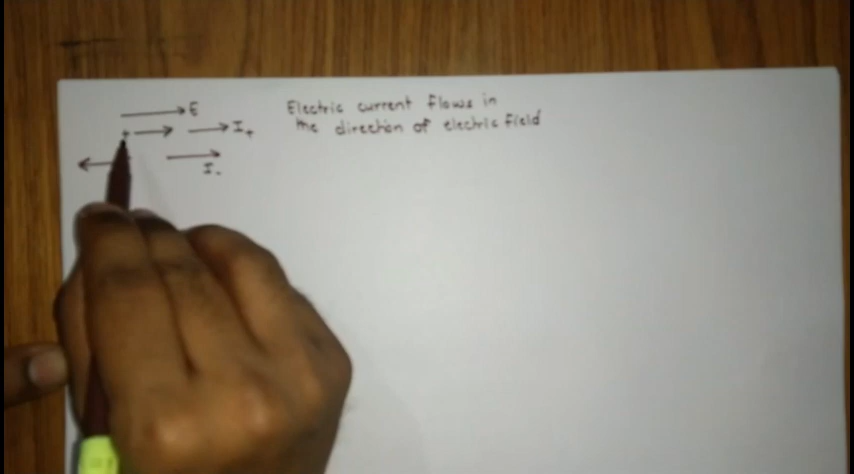 E
Electric current flows in
+ I+
the direction of electric field
I-